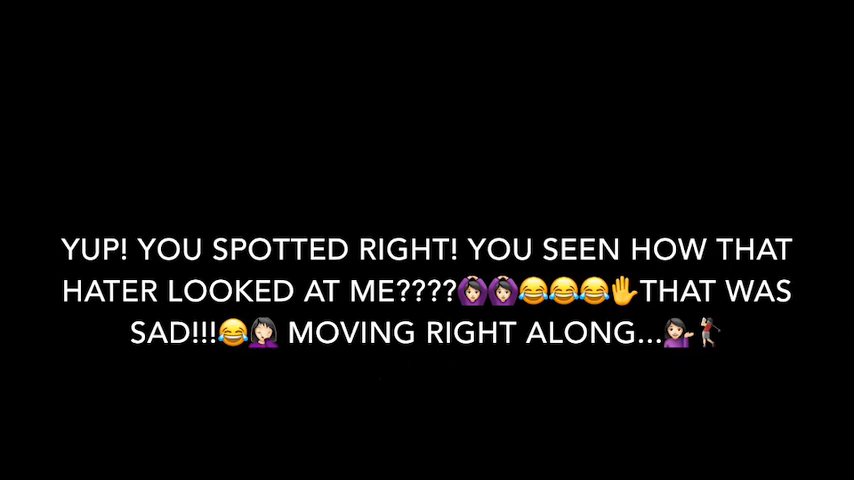 YUP! YOU SPOTTED RIGHT! YOU SEEN HOW THAT
HATER LOOKED AT ME????🙆🏻‍♀️🙆🏻‍♀️😂😂😂✋THAT WAS
SAD!!!😂🤦🏻‍♀️ MOVING RIGHT ALONG...💁🏻‍♀️🏌🏿‍♂️